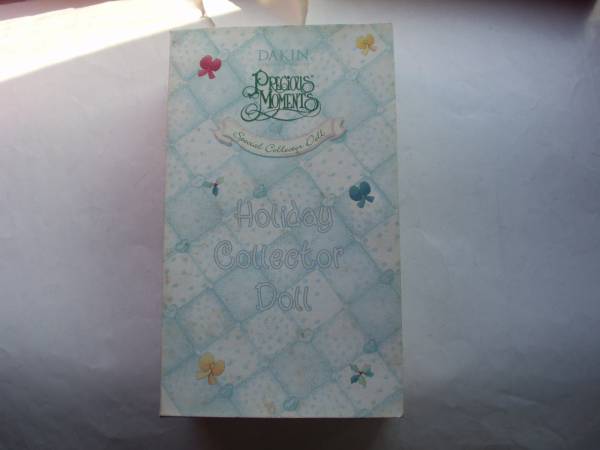 DAKIN
PRECIOUS
MOMENTS
Special Collector Doll
Holiday
Collector
Doll